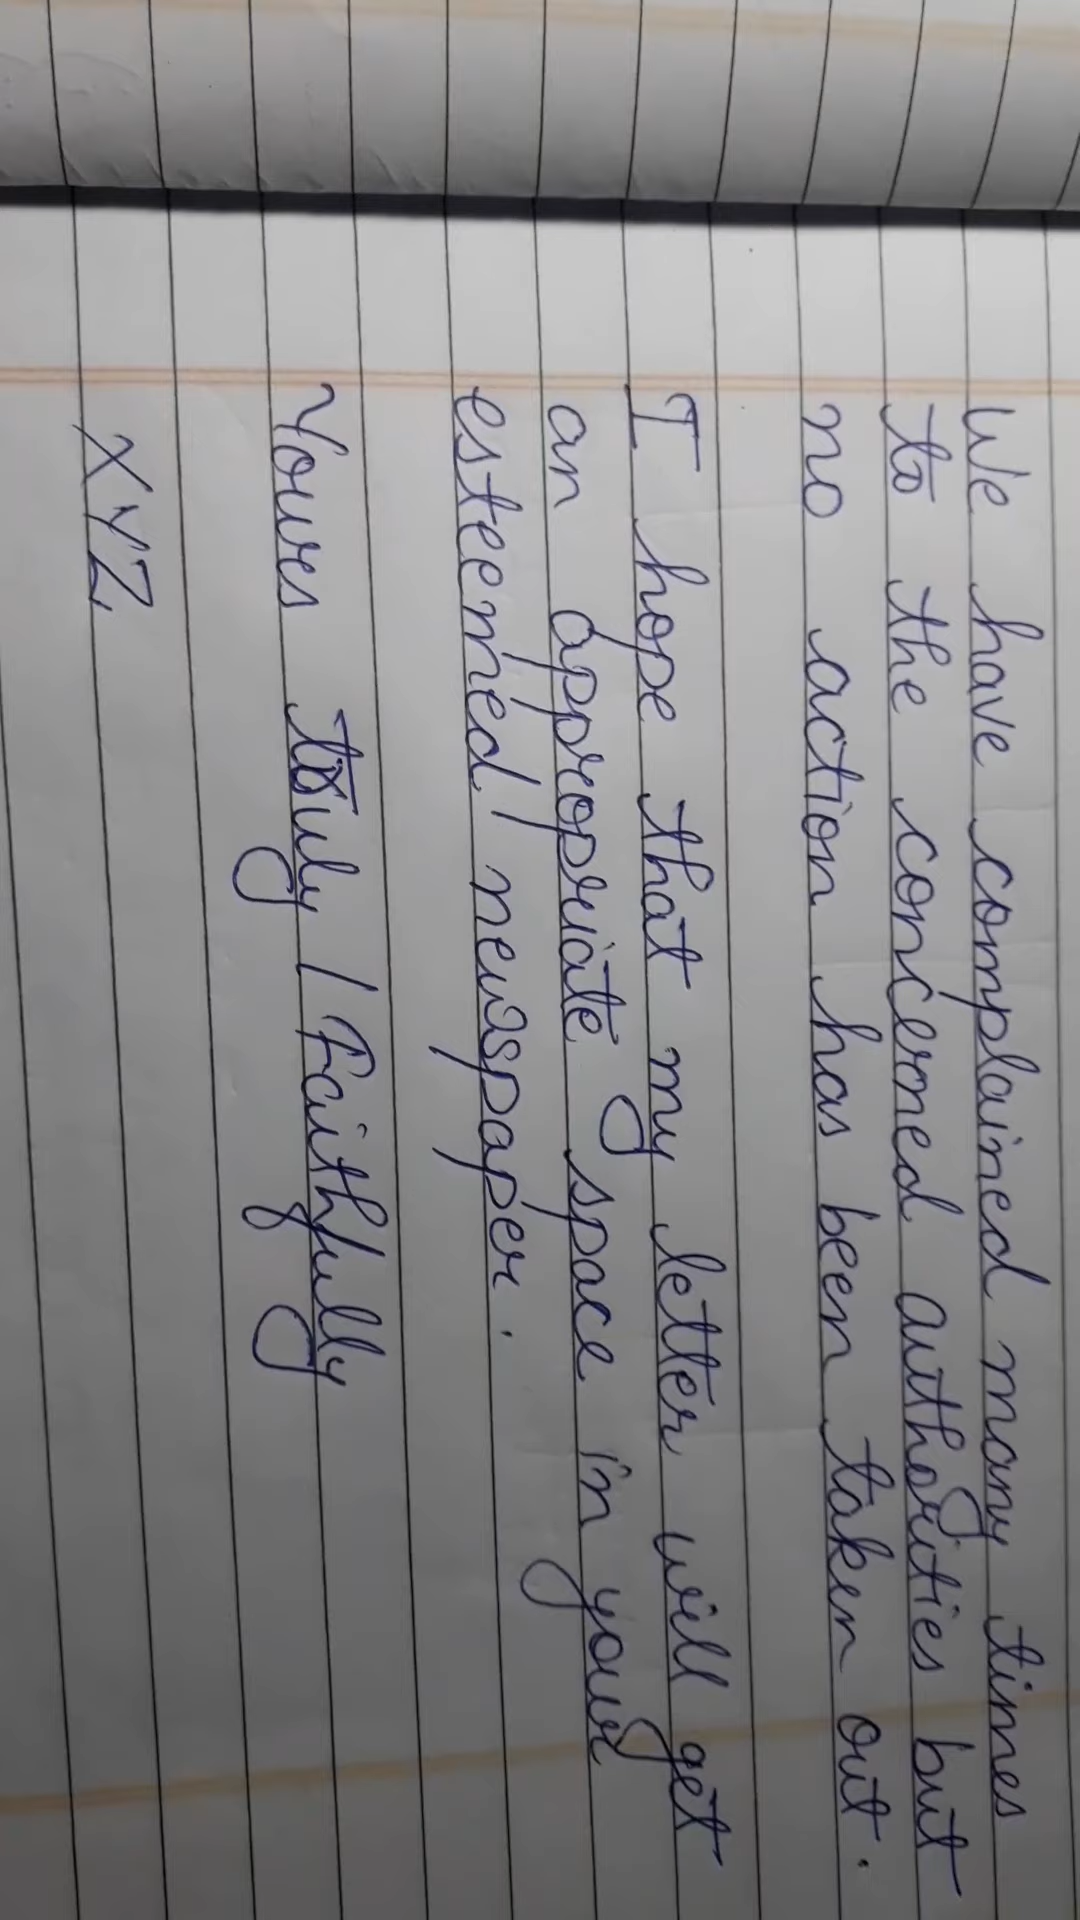 We have complained many times
to the concerned authorities but
no action has been taken out.
I hope that my letter will get
an appropriate space in your
esteemed newspaper.
Yours truly / Faithfully
XYZ